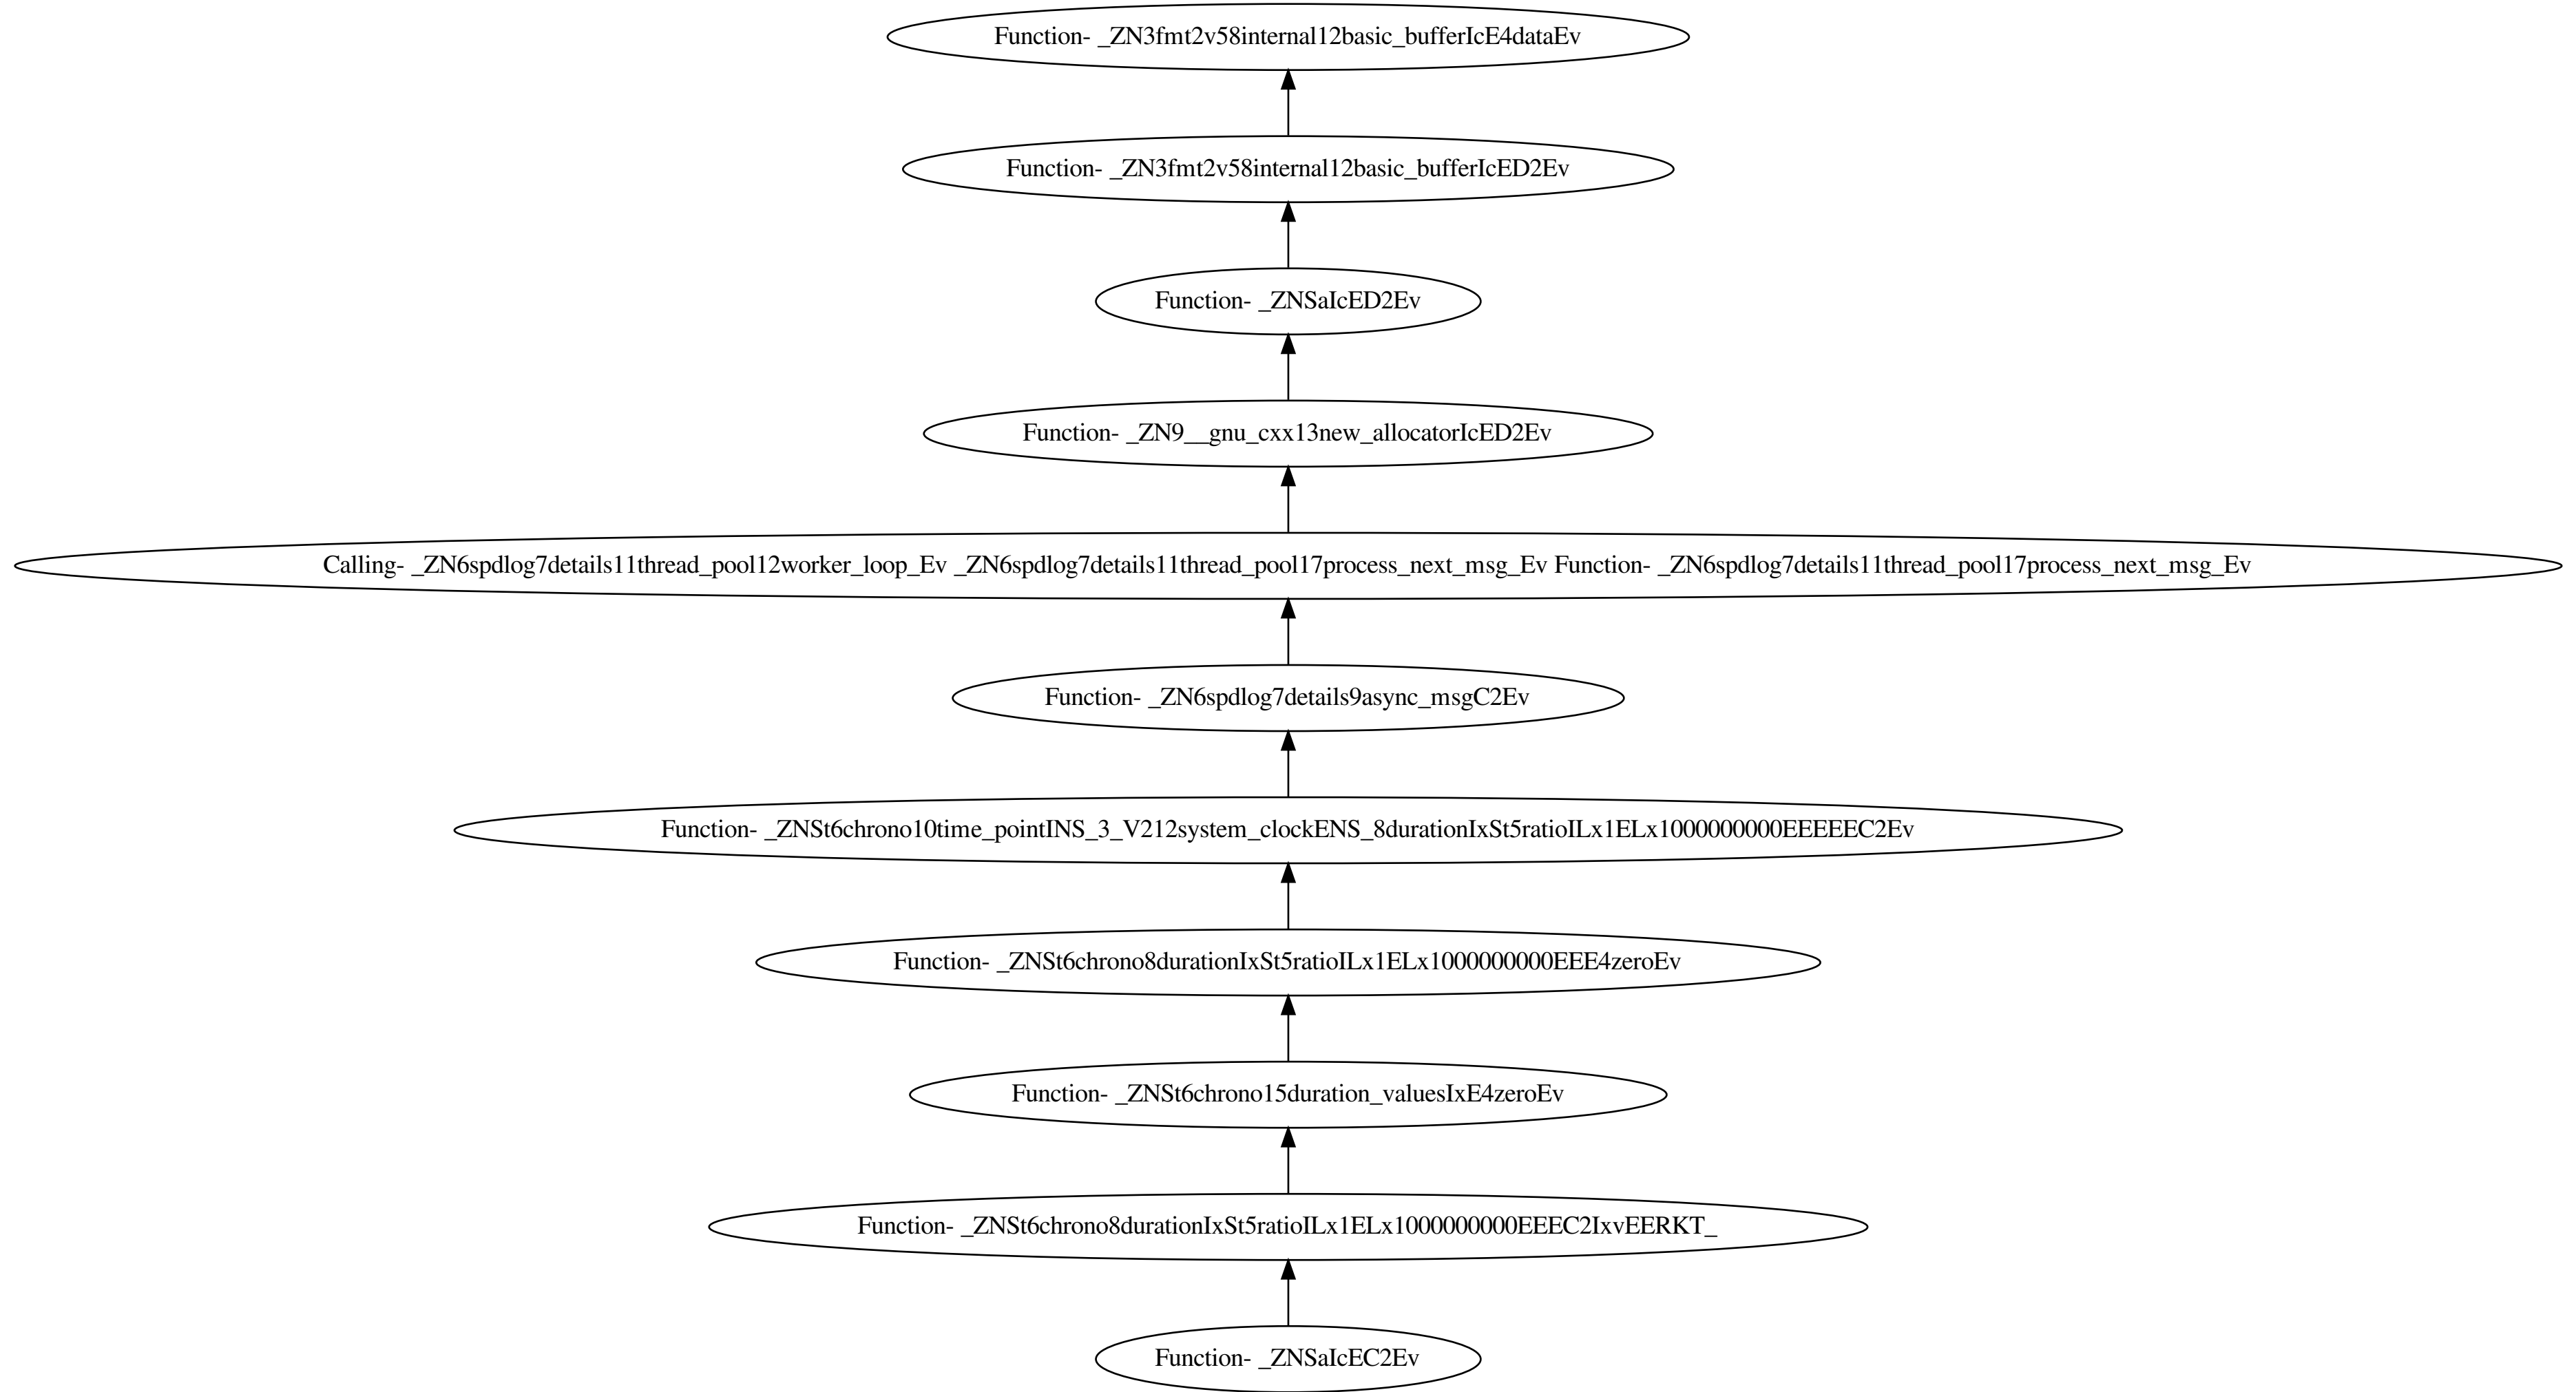 Function- _ZN3fmt2v58internal12basic_bufferIcE4dataEv
Function- _ZN3fmt2v58internal12basic_bufferIcED2Ev
Function- _ZNSaIcED2Ev
Function- _ZN9__gnu_cxx13new_allocatorIcED2Ev
Calling- _ZN6spdlog7details11thread_pool12worker_loop_Ev _ZN6spdlog7details11thread_pool17process_next_msg_Ev Function- _ZN6spdlog7details11thread_pool17process_next_msg_Ev
Function- _ZN6spdlog7details9async_msgC2Ev
Function- _ZNSt6chrono10time_pointINS_3_V212system_clockENS_8durationIxSt5ratioILx1ELx1000000000EEEEEC2Ev
Function- _ZNSt6chrono8durationIxSt5ratioILx1ELx1000000000EEE4zeroEv
Function- _ZNSt6chrono15duration_valuesIxE4zeroEv
Function- _ZNSt6chrono8durationIxSt5ratioILx1ELx1000000000EEEC2IxvEERKT_
Function- _ZNSaIcEC2Ev